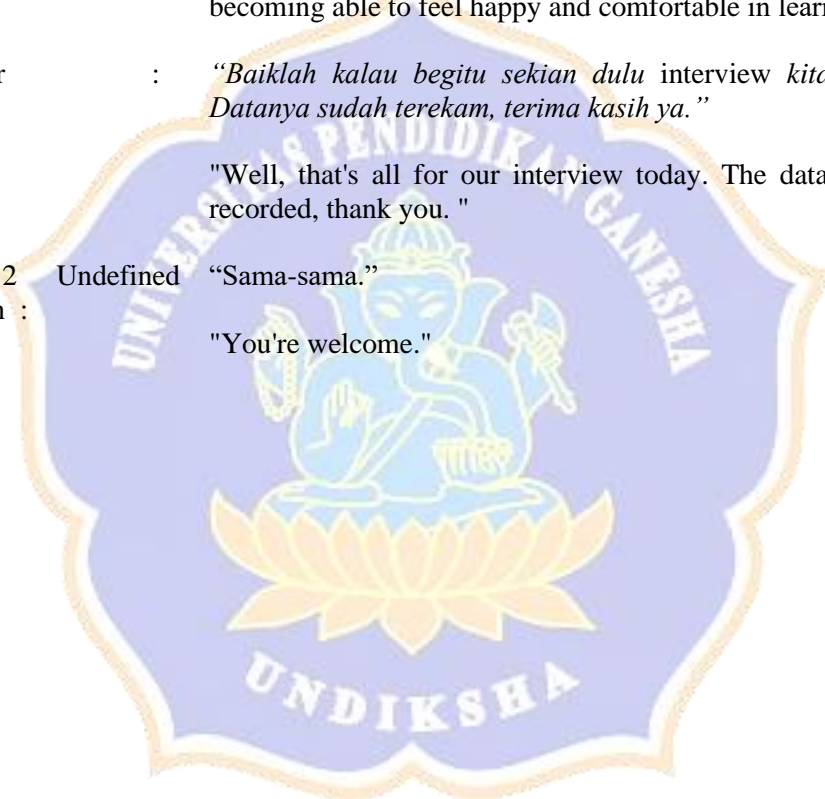 becoming able to feel happy and comfortable in
: “Baiklah kalau begitu sekian dulu interview
Datanya sudah terekam, terima kasih ya.”
"Well, that's all for our interview today. The data
recorded, thank you. "
2 Undefined “Sama-sama.”
:
"You're welcome."
UNIVERSITAS PENDIDIKAN GANESHA
UNDIKSHA